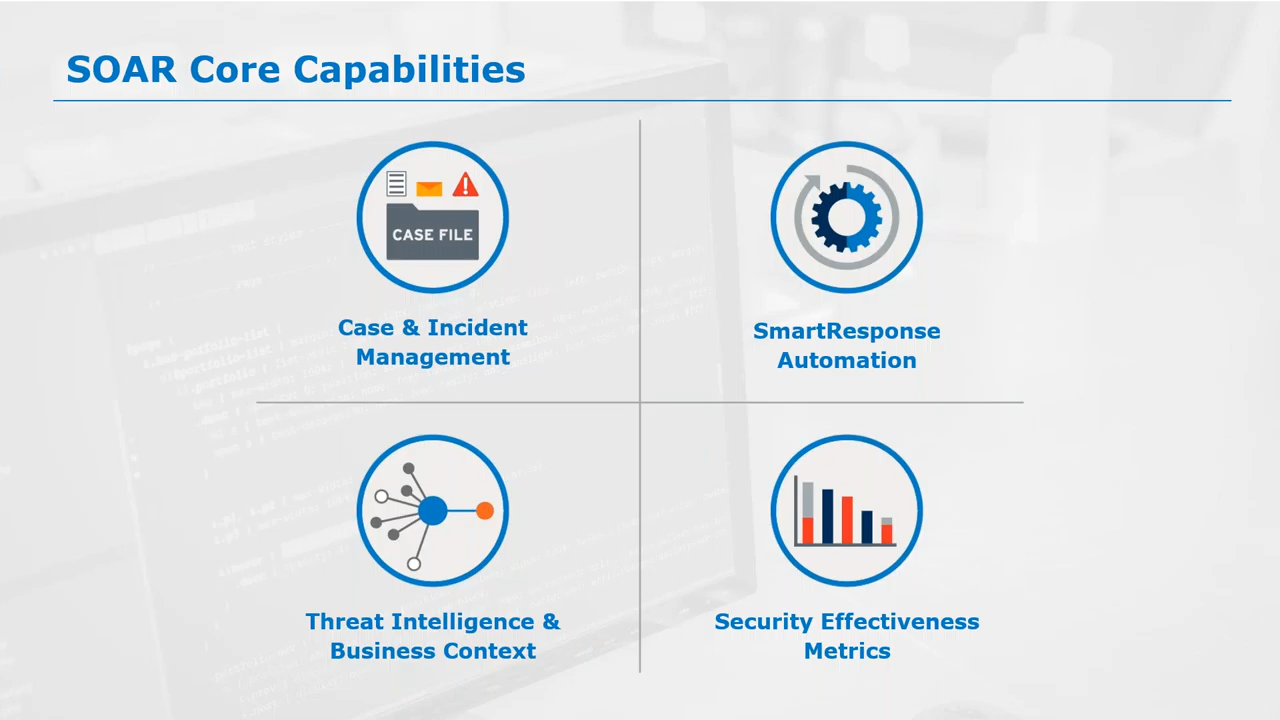 SOAR Core Capabilities
CASE FILE
Case & Incident
Management
SmartResponse
Automation
Threat Intelligence &
Business Context
Security Effectiveness
Metrics